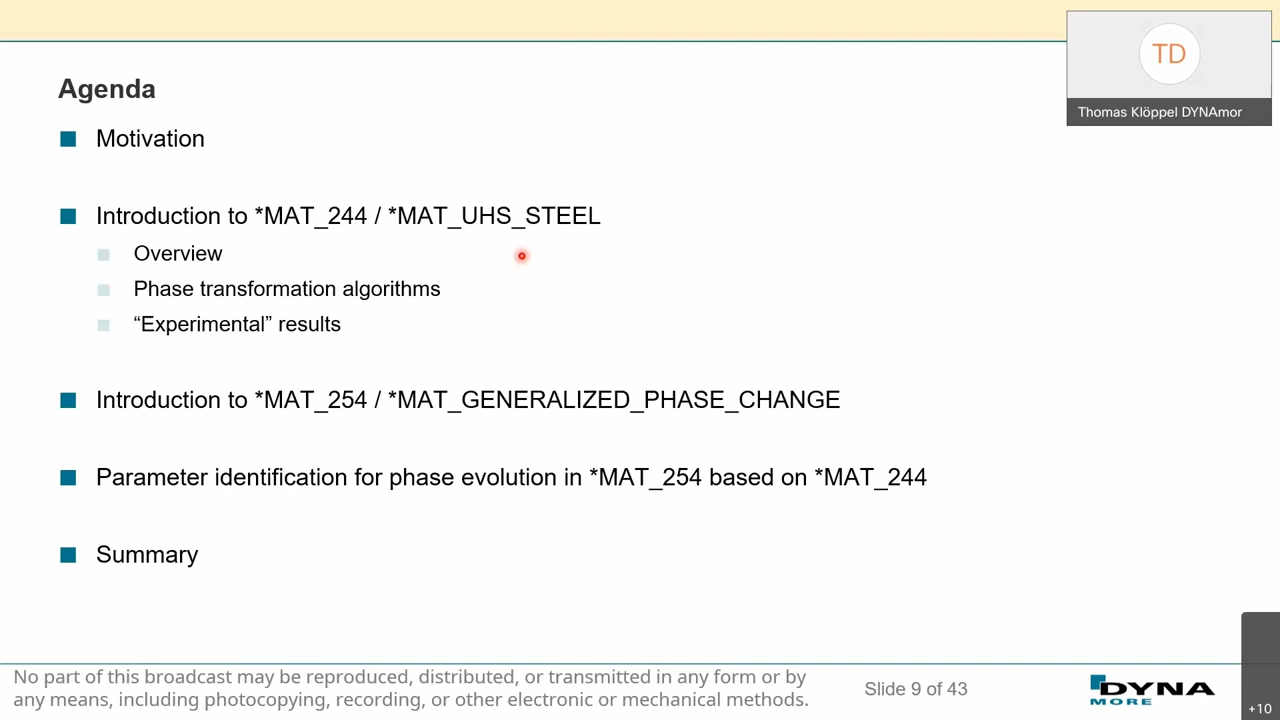 TD
Thomas Klöppel DYNAmor
Agenda
Motivation
Introduction to *MAT_244 / *MAT_UHS_STEEL
Overview
Phase transformation algorithms
“Experimental” results
Introduction to *MAT_254 / *MAT_GENERALIZED_PHASE_CHANGE
Parameter identification for phase evolution in *MAT_254 based on *MAT_244
Summary
No part of this broadcast may be reproduced, distributed, or transmitted in any form or by
any means, including photocopying, recording, or other electronic or mechanical methods.
Slide 9 of 43
DYNA
MORE
+10